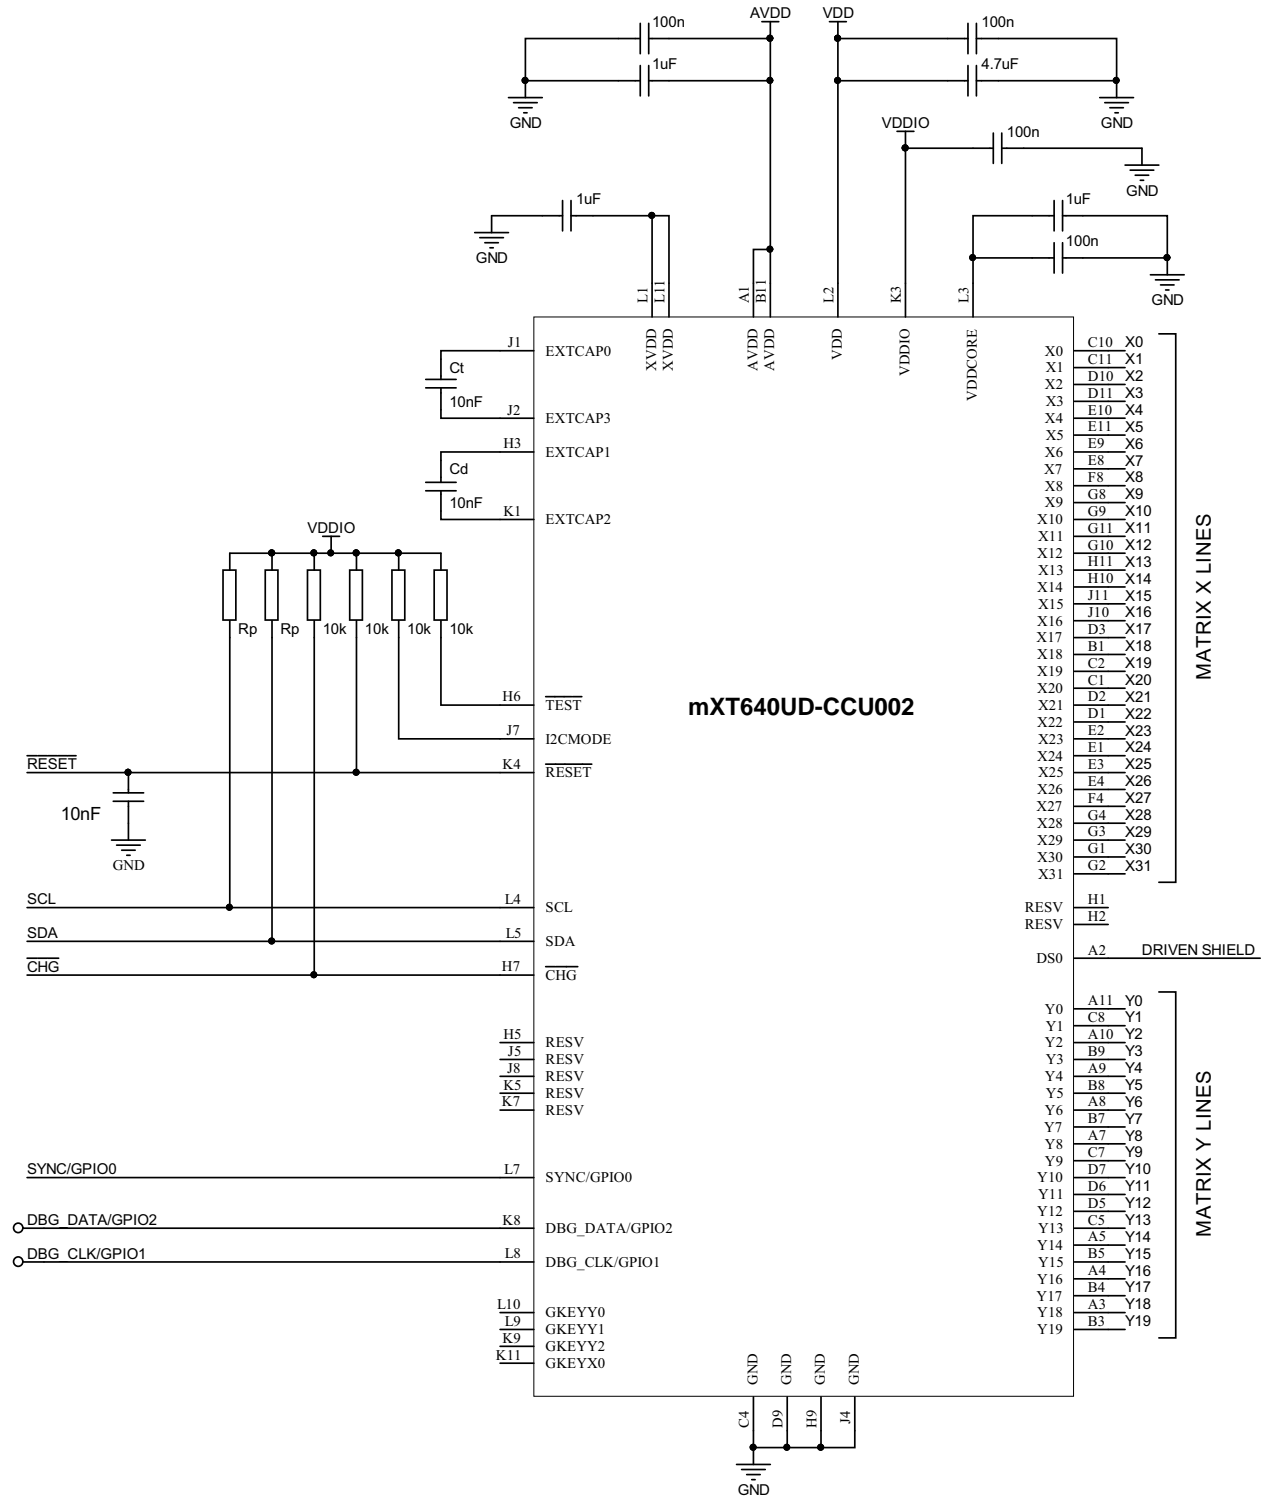 AVDD VDD
100n 100n
1uF 4.7uF
GND GND
VDDIO
100n
GND
1uF 1uF
GND 100n
GND
L1 L11 A1 B11 L2 K3 L3
XVDD XVDD AVDD AVDD VDD VDDIO VDDCORE
J1 EXTCAP0
Ct
10nF
J2 EXTCAP3
H3 EXTCAP1
Cd
10nF
K1 EXTCAP2
VDDIO
Rp Rp 10k 10k 10k 10k
H6 TEST
mXT640UD-CCU002
J7 I2CMODE
RESET K4 RESET
10nF
GND
SCL L4 SCL
SDA L5 SDA
CHG H7 CHG
H5 RESV
J5 RESV
J8 RESV
K5 RESV
K7 RESV
SYNC/GPIO0 L7 SYNC/GPIO0
DBG_DATA/GPIO2 K8 DBG_DATA/GPIO2
DBG_CLK/GPIO1 L8 DBG_CLK/GPIO1
L10 GKEYY0
L9 GKEYY1
K9 GKEYY2
K11 GKEYX0
X0 C10 X0
X1 C11 X1
X2 D10 X2
X3 D11 X3
X4 E10 X4
X5 E11 X5
X6 E9 X6
X7 E8 X7
X8 F8 X8
X9 G8 X9
X10 G9 X10
X11 G11 X11
X12 G10 X12
X13 H11 X13
X14 H10 X14
X15 J11 X15
X16 J10 X16
X17 D3 X17
X18 B1 X18
X19 C2 X19
X20 C1 X20
X21 D2 X21
X22 D1 X22
X23 E2 X23
X24 E1 X24
X25 E3 X25
X26 E4 X26
X27 F4 X27
X28 G4 X28
X29 G3 X29
X30 G1 X30
X31 G2 X31
MATRIX X LINES
RESV H1
RESV H2
DS0 A2 DRIVEN SHIELD
Y0 A11 Y0
Y1 C8 Y1
Y2 A10 Y2
Y3 B9 Y3
Y4 A9 Y4
Y5 B8 Y5
Y6 A8 Y6
Y7 B7 Y7
Y8 A7 Y8
Y9 C7 Y9
Y10 D7 Y10
Y11 D6 Y11
Y12 D5 Y12
Y13 C5 Y13
Y14 A5 Y14
Y15 B5 Y15
Y16 A4 Y16
Y17 B4 Y17
Y18 A3 Y18
Y19 B3 Y19
MATRIX Y LINES
GND GND GND GND
C4 D9 H9 J4
GND